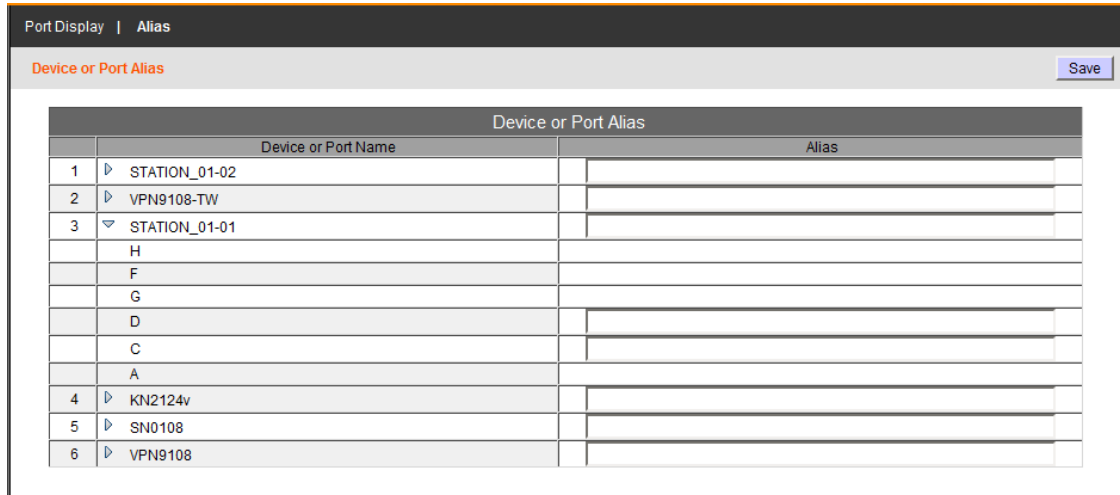 Port Display | Alias
Device or Port Alias Save
Device or Port Alias
Device or Port Name Alias
1 STATION_01-02
2 VPN9108-TW
3 STATION_01-01
H
F
G
D
C
A
4 KN2124v
5 SN0108
6 VPN9108